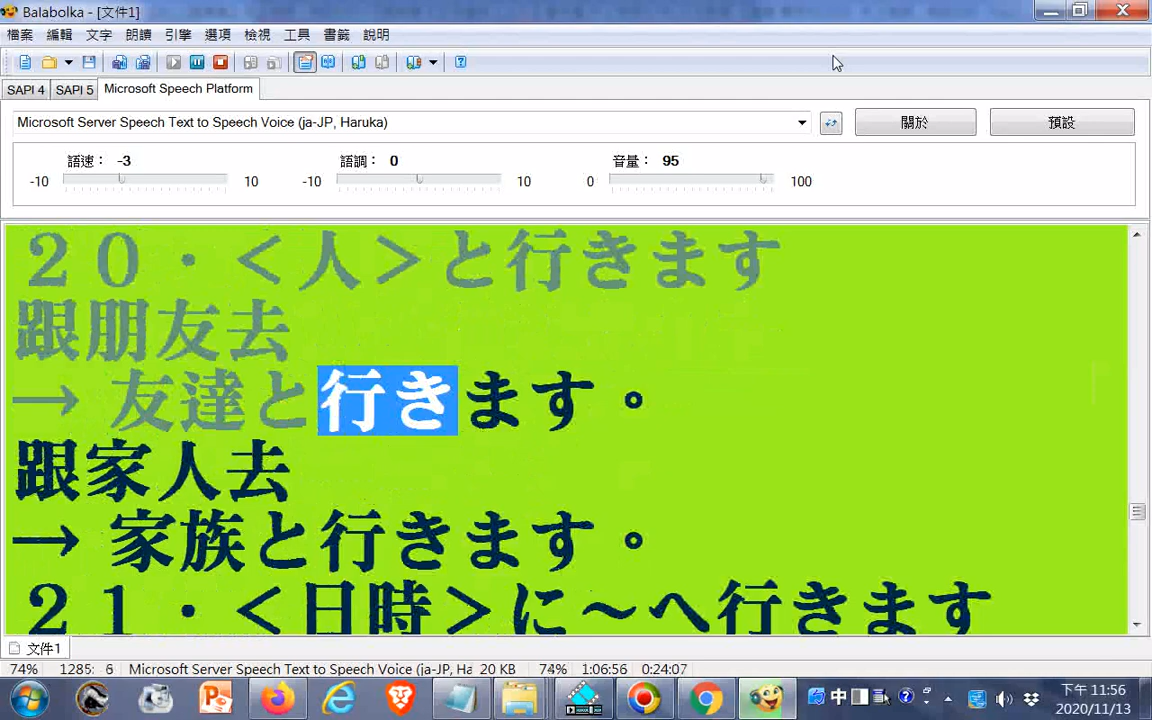 Balabolka - [文件1]
檔案 編輯 文字 朗讀 引擎 選項 檢視 工具 書籤 說明
SAPI 4 SAPI 5 Microsoft Speech Platform
Microsoft Server Speech Text to Speech Voice (ja-JP, Haruka) 關於 預設
語速： -3 語調： 0 音量： 95
-10 10 -10 10 0 100
２０・＜人＞と行きます
跟朋友去
→ 友達と行きます。
跟家人去
→ 家族と行きます。
２１・＜日時＞に～へ行きます
文件1
74% 1285: 6 Microsoft Server Speech Text to Speech Voice (ja-JP, Ha 20 KB 74% 1:06:56 0:24:07
中 下午 11:56
2020/11/13